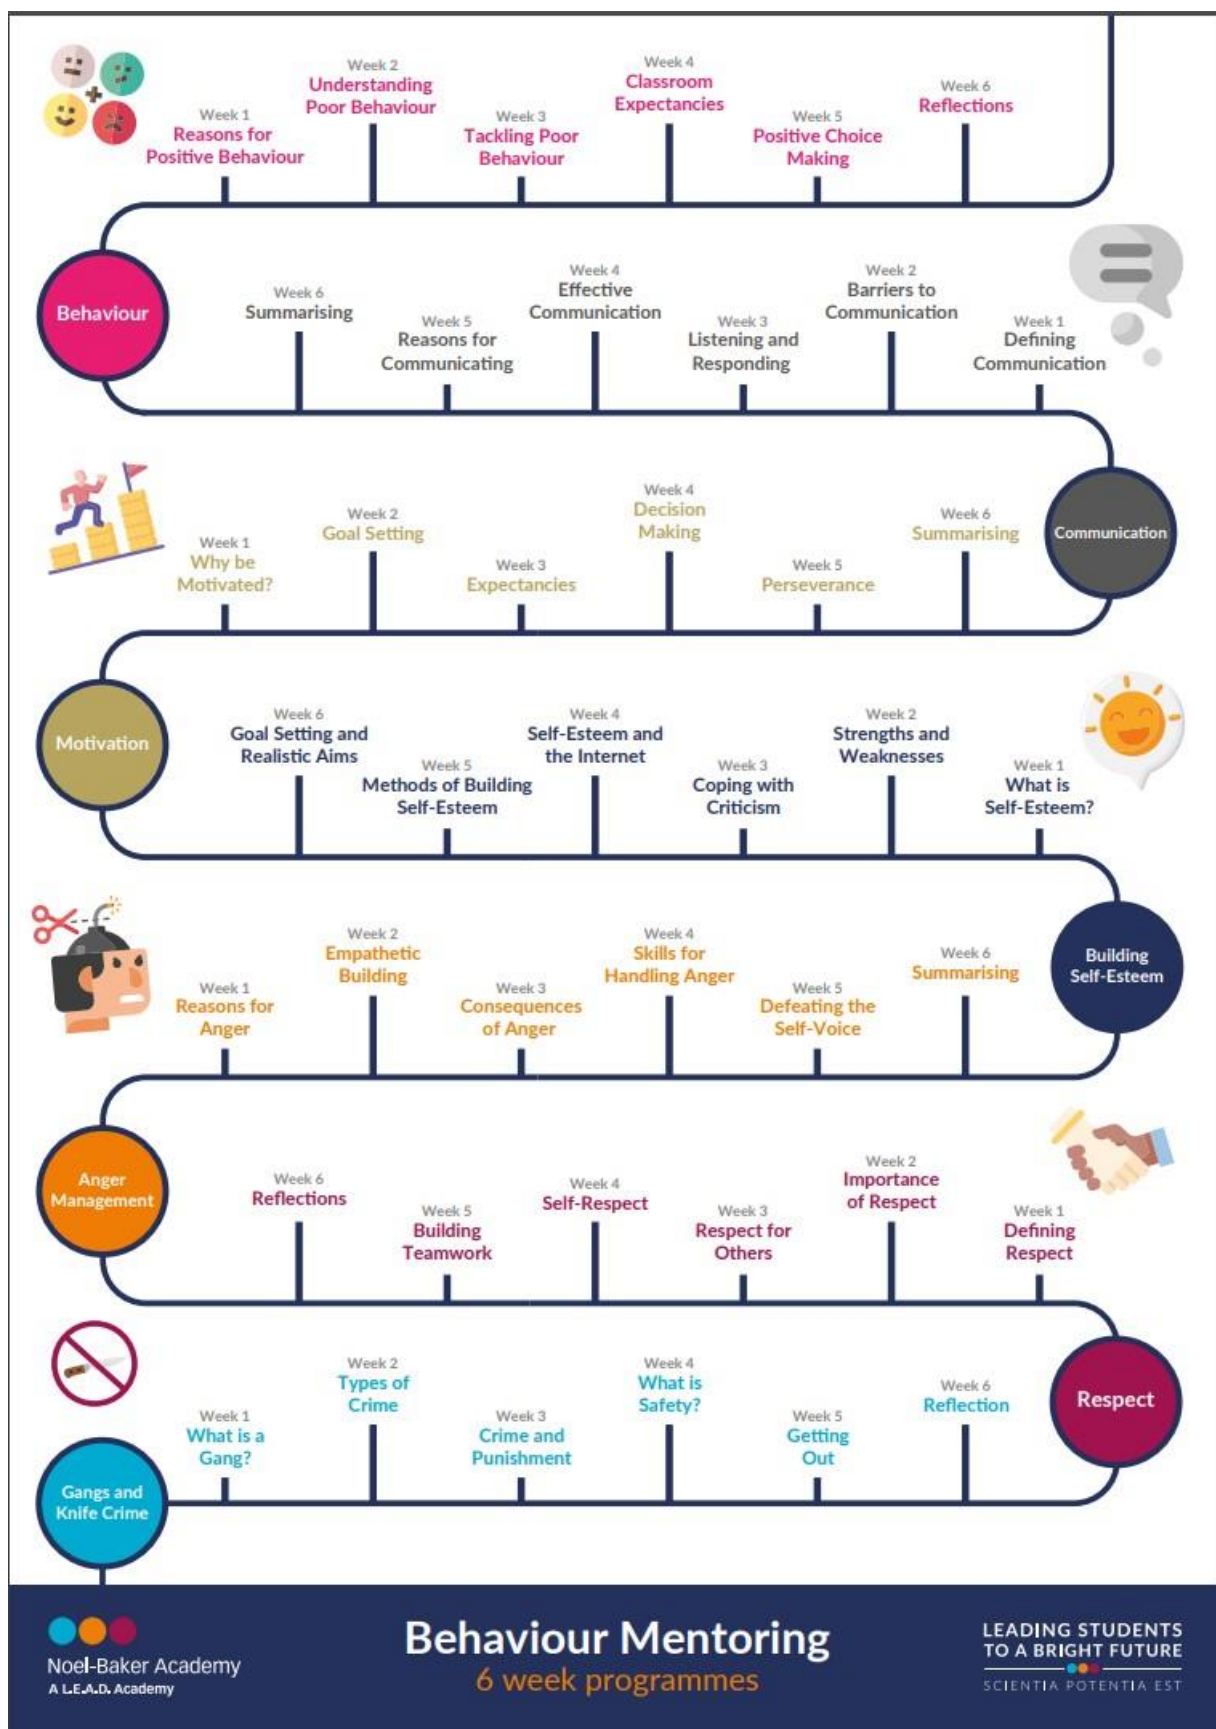 Week 1
Reasons for
Positive Behaviour
Week 2
Understanding
Poor Behaviour
Week 3
Tackling Poor
Behaviour
Week 4
Classroom
Expectancies
Week 5
Positive Choice
Making
Week 6
Reflections
Behaviour
Week 6
Summarising
Week 5
Reasons for
Communicating
Week 4
Effective
Communication
Week 3
Listening and
Responding
Week 2
Barriers to
Communication
Week 1
Defining
Communication
Communication
Week 1
Why be
Motivated?
Week 2
Goal Setting
Week 3
Expectancies
Week 4
Decision
Making
Week 5
Perseverance
Week 6
Summarising
Motivation
Week 6
Goal Setting and
Realistic Aims
Week 5
Methods of Building
Self-Esteem
Week 4
Self-Esteem and
the Internet
Week 3
Coping with
Criticism
Week 2
Strengths and
Weaknesses
Week 1
What is
Self-Esteem?
Building
Self-Esteem
Week 1
Reasons for
Anger
Week 2
Empathetic
Building
Week 3
Consequences
of Anger
Week 4
Skills for
Handling Anger
Week 5
Defeating the
Self-Voice
Week 6
Summarising
Anger
Management
Week 6
Reflections
Week 5
Building
Teamwork
Week 4
Self-Respect
Week 3
Respect for
Others
Week 2
Importance
of Respect
Week 1
Defining
Respect
Respect
Week 1
What is a
Gang?
Week 2
Types of
Crime
Week 3
Crime and
Punishment
Week 4
What is
Safety?
Week 5
Getting
Out
Week 6
Reflection
Gangs and
Knife Crime
Noel-Baker Academy
A L.E.A.D. Academy
Behaviour Mentoring
6 week programmes
LEADING STUDENTS
TO A BRIGHT FUTURE
SCIENTIA POTENTIA EST